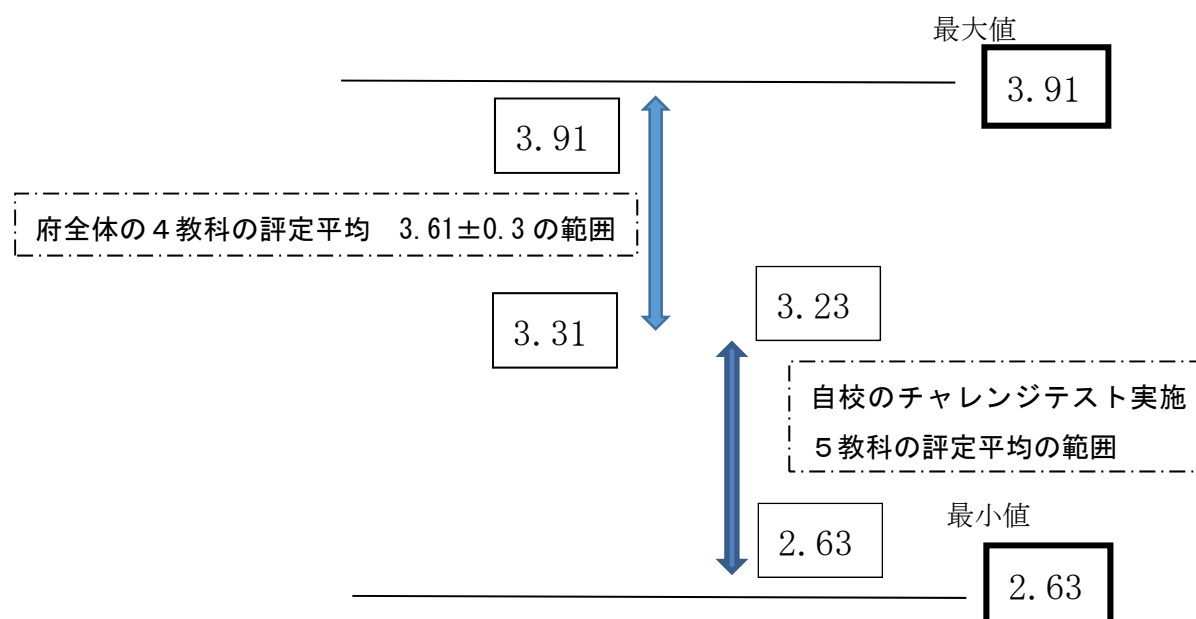 最大値
3.91
3.91
府全体の４教科の評定平均　3.61±0.3の範囲
3.23
3.31
自校のチャレンジテスト実施
５教科の評定平均の範囲
最小値
2.63
2.63